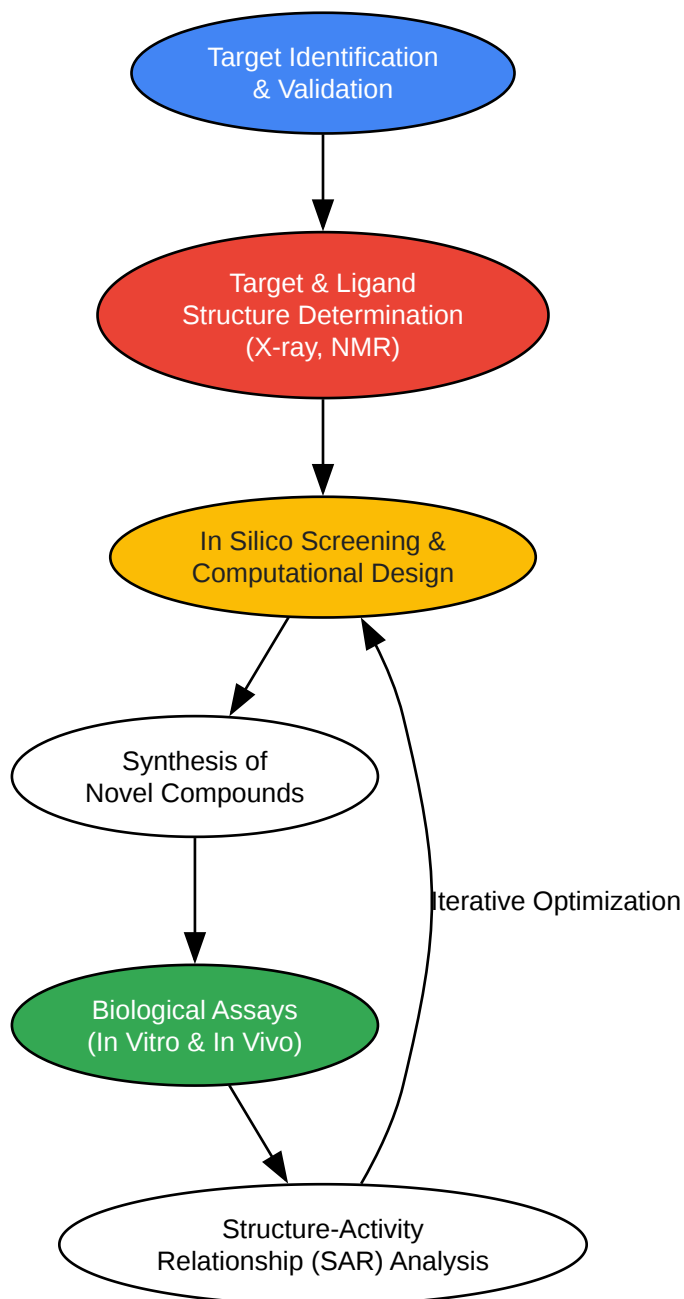 Target Identification
& Validation
Target & Ligand
Structure Determination
(X-ray, NMR)
In Silico Screening &
Computational Design
Synthesis of
Novel Compounds
Iterative Optimization
Biological Assays
(In Vitro & In Vivo)
Structure-Activity
Relationship (SAR) Analysis